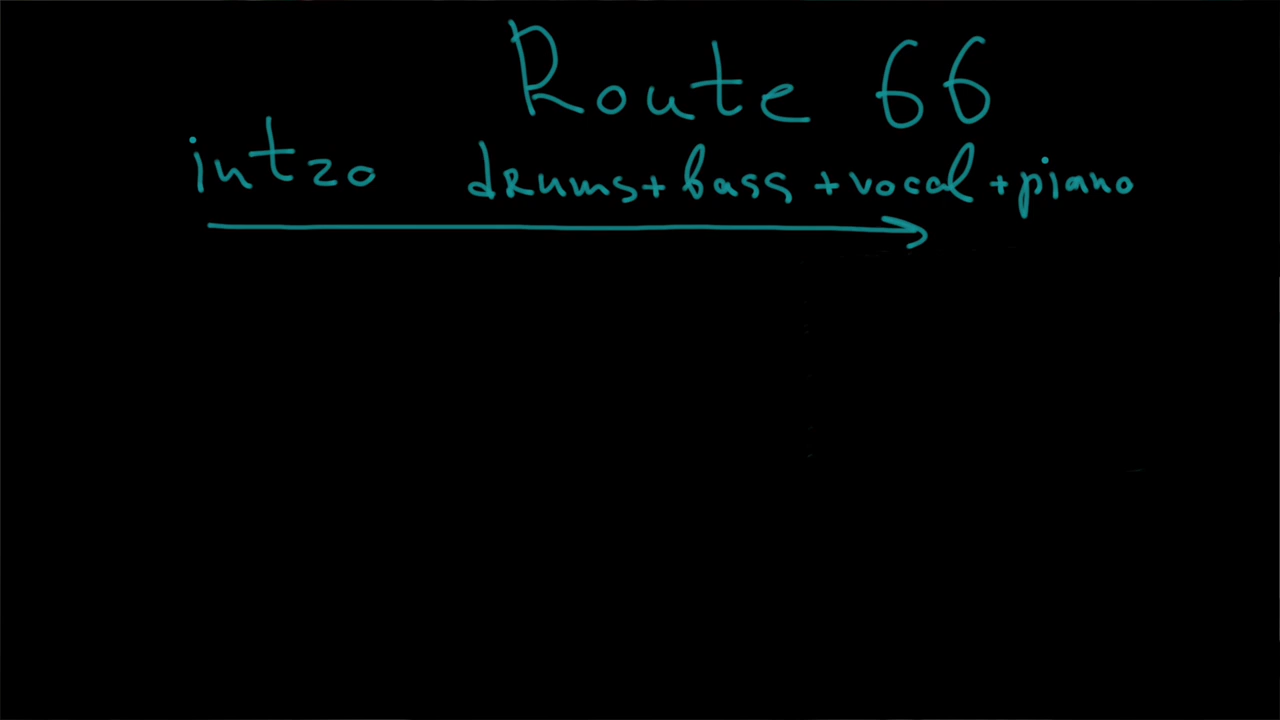 Route 66
intro drums + bass + vocal + piano